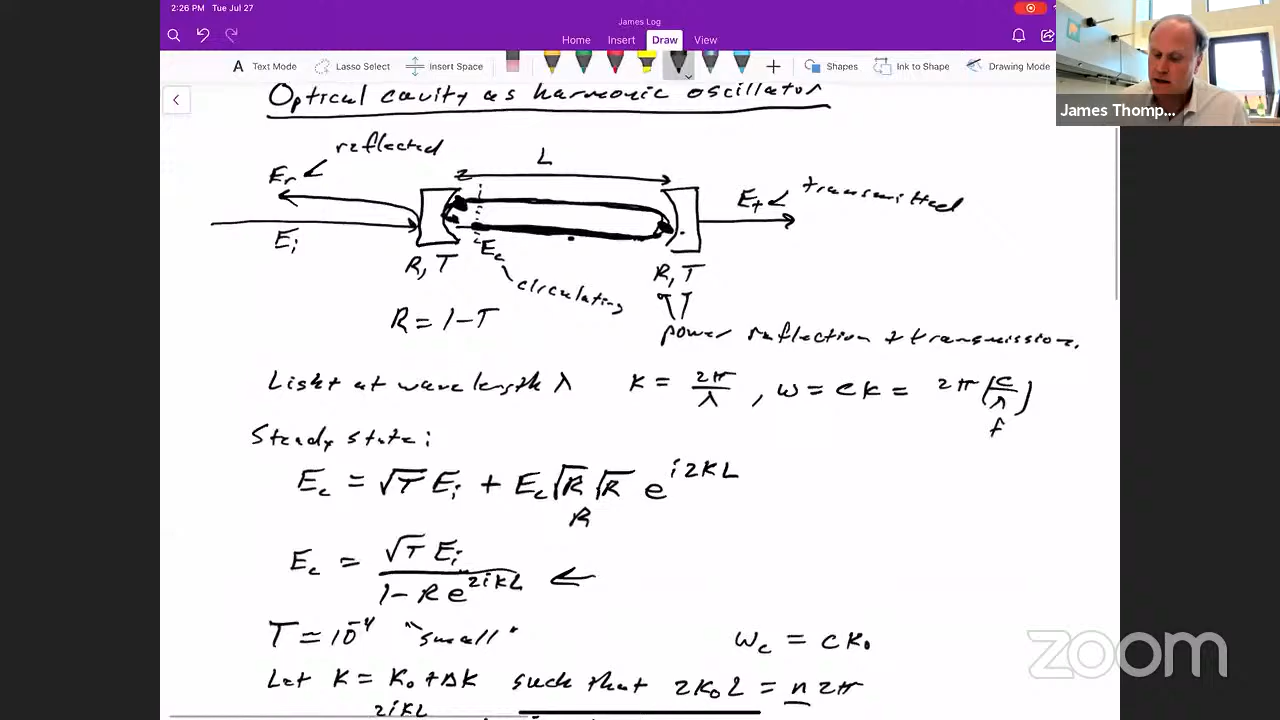 2:26 PM Tue Jul 27
James Log
Home Insert Draw View
Text Mode Lasso Select Insert Space Shapes Ink to Shape Drawing Mode
James Thomp...
Optical cavity as harmonic oscillator
reflected
L
Er
Et
transmitted
Ei
Ec
R, T
R, T
circulating
R = 1-T
power reflection & transmission.
Light at wavelength λ K = 2π/λ , ω = cK = 2π (c/λ)
f
Steady state:
Ec = √T Ei + Ec √R √R e^{i2KL}
R
Ec = √T Ei / (1 - R e^{2iKL}) ←
T = 10^{-4} "small"
ωc = cK₀
Let K = K₀ + ΔK such that 2K₀L = n 2π
2iKL
zoom